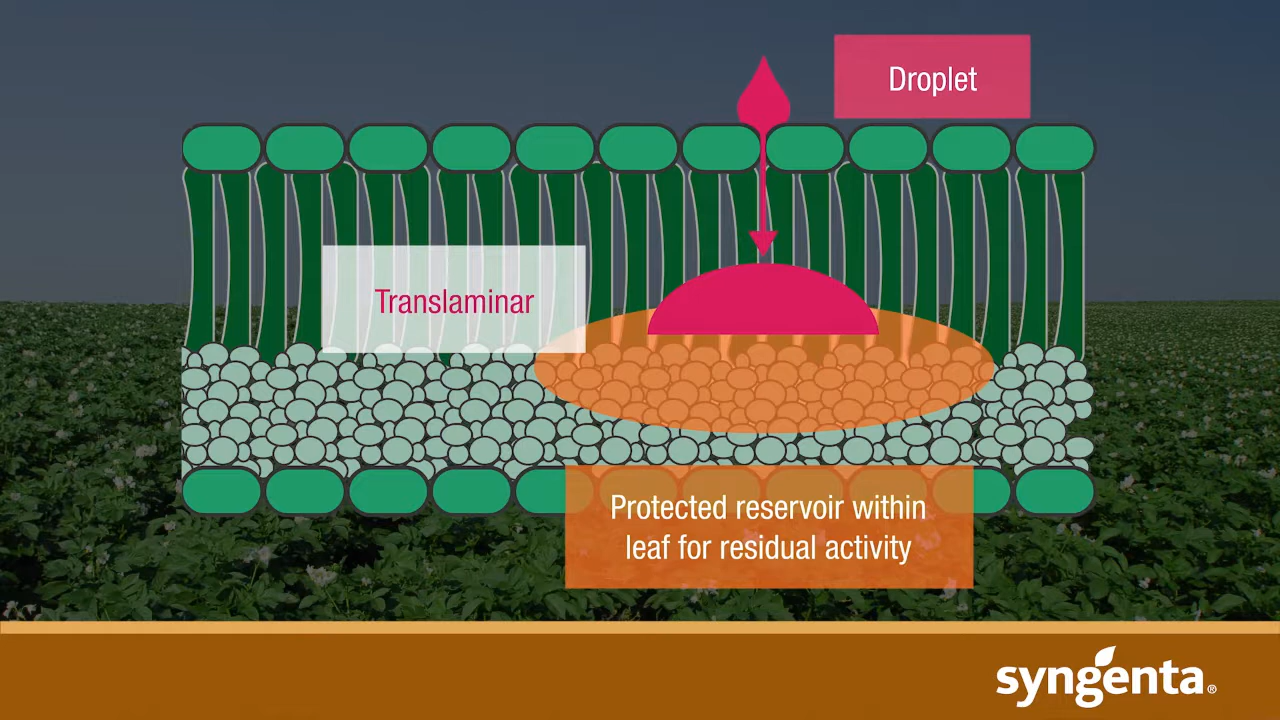 Droplet
Translaminar
Protected reservoir within
leaf for residual activity
syngenta®